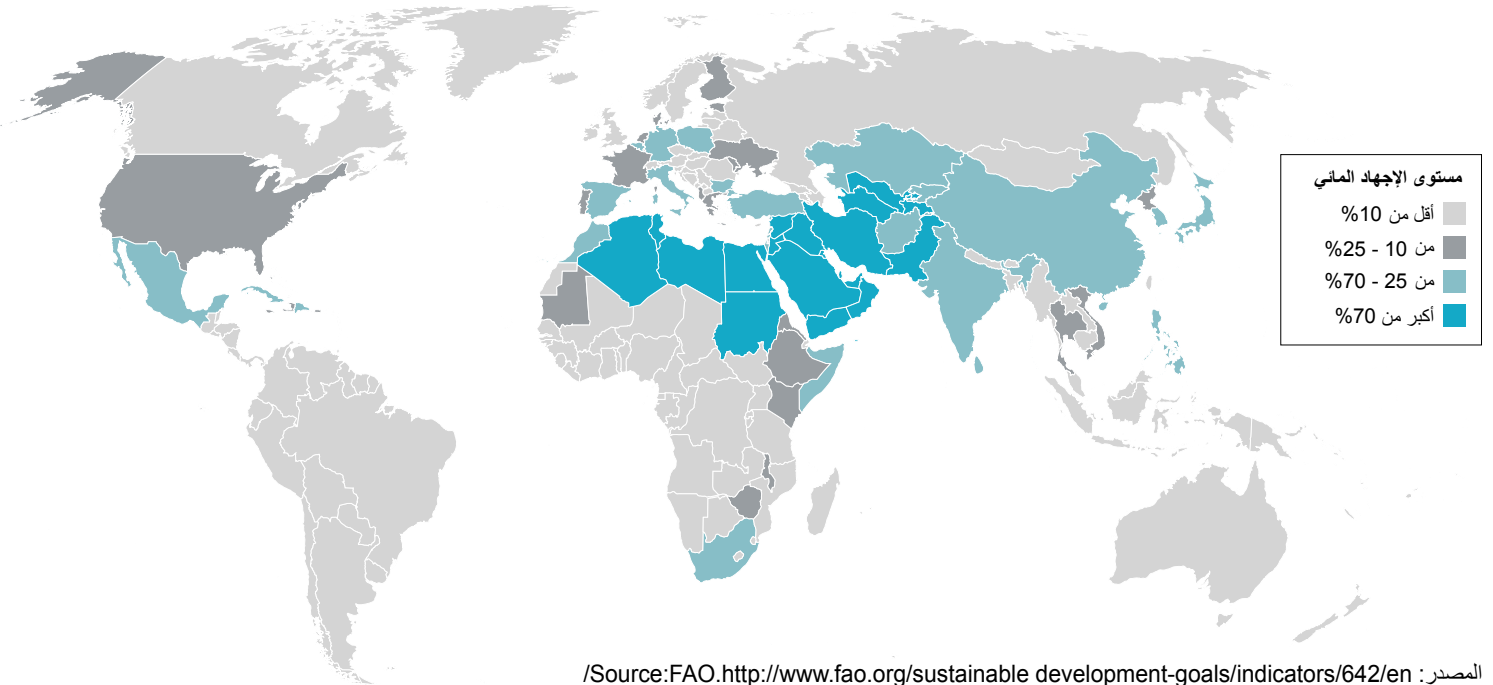 مستوى الإجهاد المائي
أقل من 10%
من 10 - 25%
من 25 - 70%
أكبر من 70%
المصدر: Source:FAO.http://www.fao.org/sustainable development-goals/indicators/642/en/